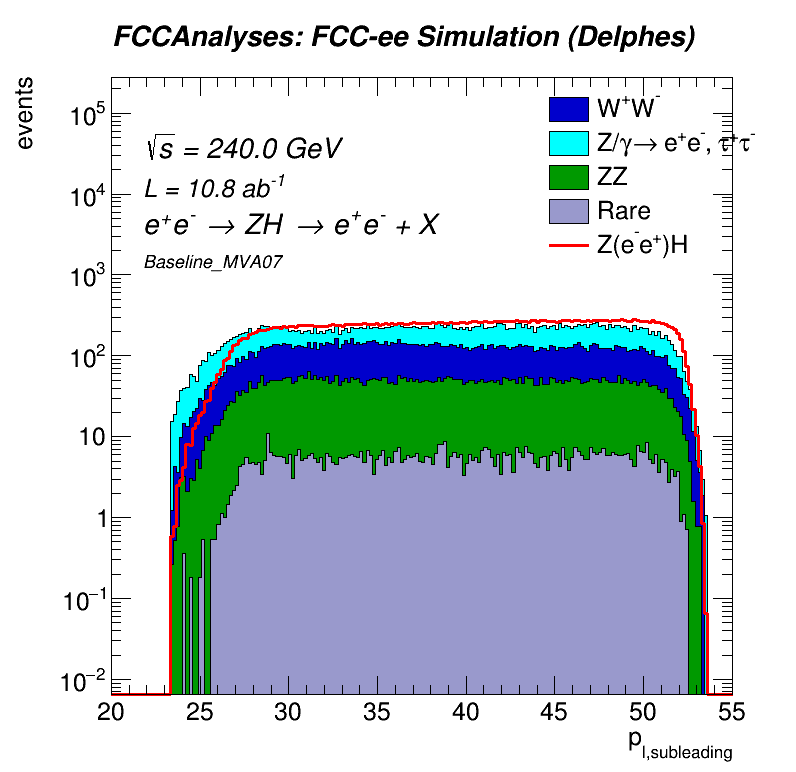 FCCAnalyses: FCC-ee Simulation (Delphes)
events
√s = 240.0 GeV
L = 10.8 ab⁻¹
e⁺e⁻ → ZH → e⁺e⁻ + X
Baseline_MVA07
W⁺W⁻
Z/γ→ e⁺e⁻, τ⁺τ⁻
ZZ
Rare
Z(e⁻e⁺)H
10⁵
10⁴
10³
10²
10
1
10⁻¹
10⁻²
20 25 30 35 40 45 50 55
p_l,subleading